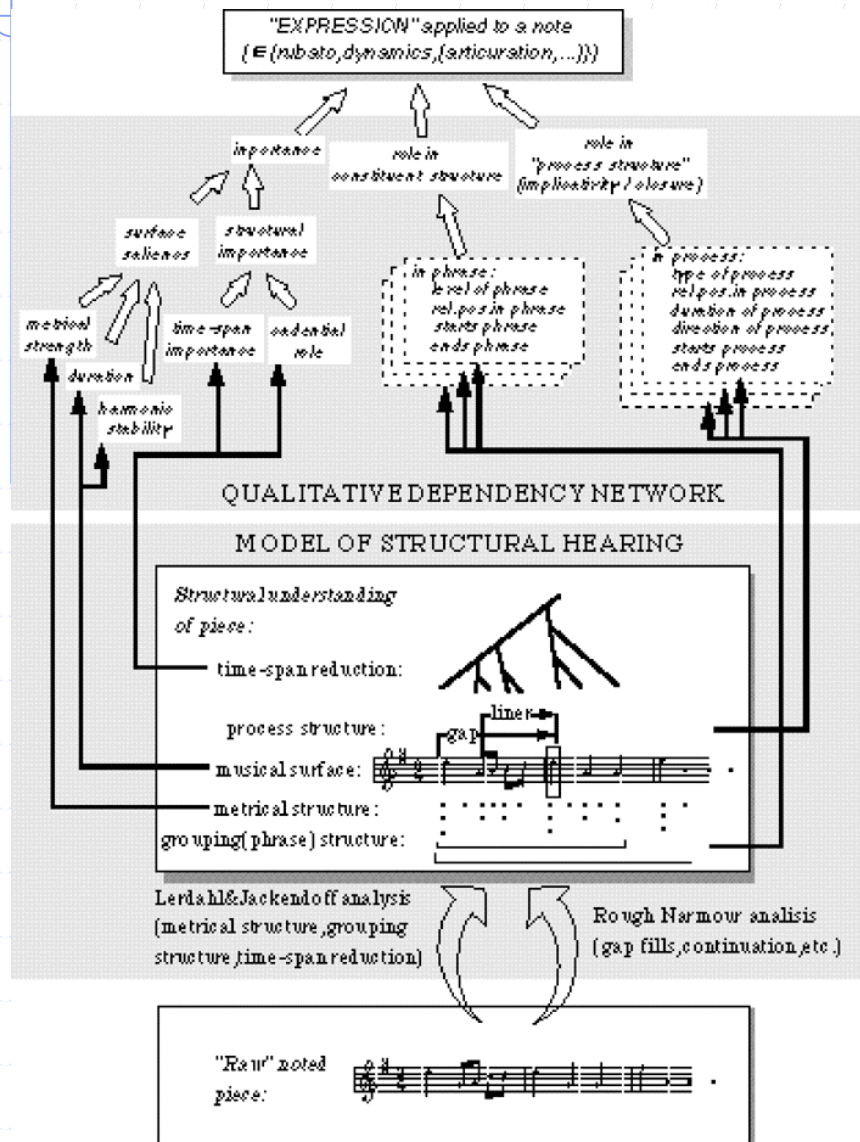 "EXPRESSION" applied to a note
(∈{rubato,dynamics,(articuration,...)})
importance
role in
constituent structure
role in
"process structure"
(implicativity / closure)
surface
salience
structural
importance
in phrase:
level of phrase
rel.pos.in phrase
starts phrase
ends phrase
in process:
type of process
rel.pos.in process
duration of process
direction of process
starts process
ends process
metrical
strength
time-span
importance
cadential
role
duration
harmonic
stability
QUALITATIVE DEPENDENCY NETWORK
MODEL OF STRUCTURAL HEARING
Structural understanding
of piece:
time-span reduction:
process structure:
liner
gap
musical surface:
metrical structure:
grouping(phrase) structure:
Lerdahl&Jackendoff analysis
(metrical structure,grouping
structure,time-span reduction)
Rough Narmour analisis
(gap fills,continuation,etc.)
"Raw" noted
piece: